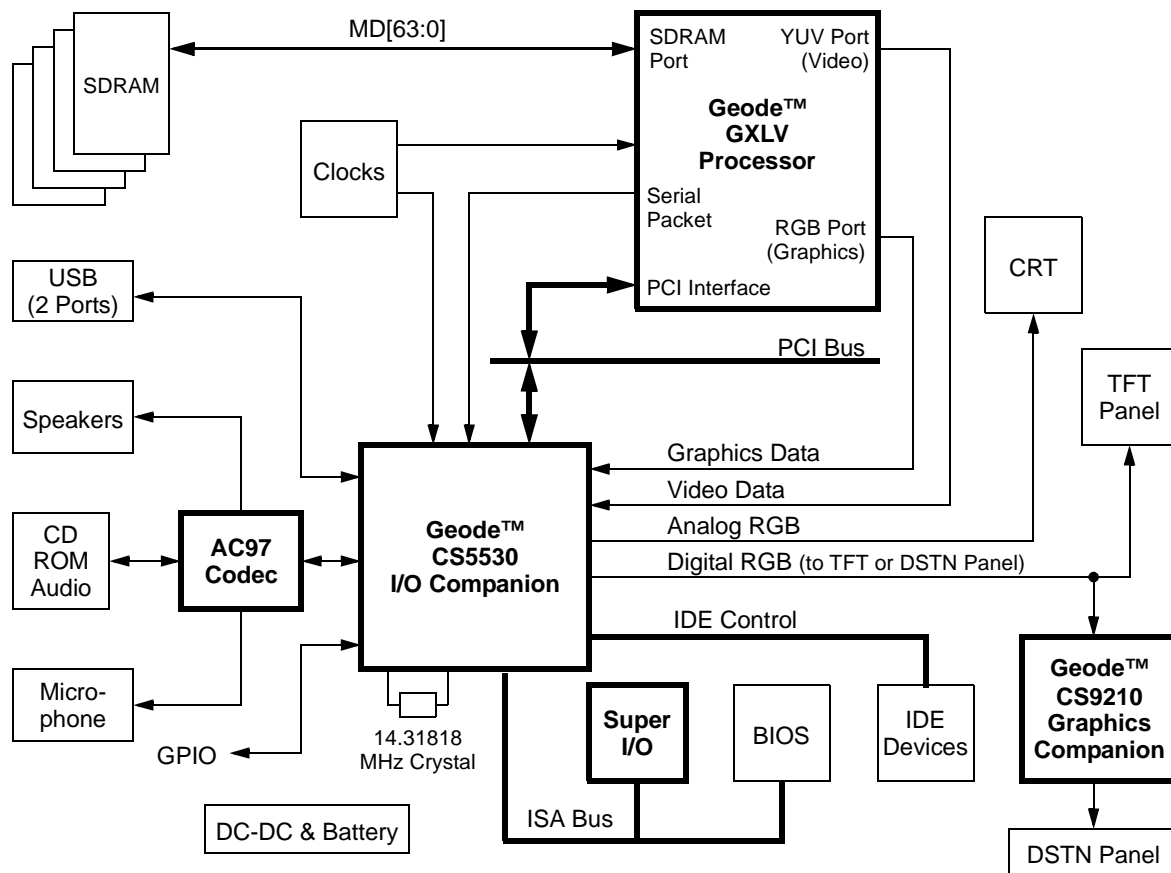 MD[63:0]
SDRAM
SDRAM
Port
YUV Port
(Video)
Geode™
GXLV
Processor
Clocks
Serial
Packet
RGB Port
(Graphics)
PCI Interface
CRT
USB
(2 Ports)
PCI Bus
TFT
Panel
Speakers
Graphics Data
Video Data
Analog RGB
Digital RGB (to TFT or DSTN Panel)
Geode™
CS5530
I/O Companion
CD
ROM
Audio
AC97
Codec
IDE Control
Micro-
phone
GPIO
14.31818
MHz Crystal
Super
I/O
BIOS
IDE
Devices
Geode™
CS9210
Graphics
Companion
ISA Bus
DC-DC & Battery
DSTN Panel